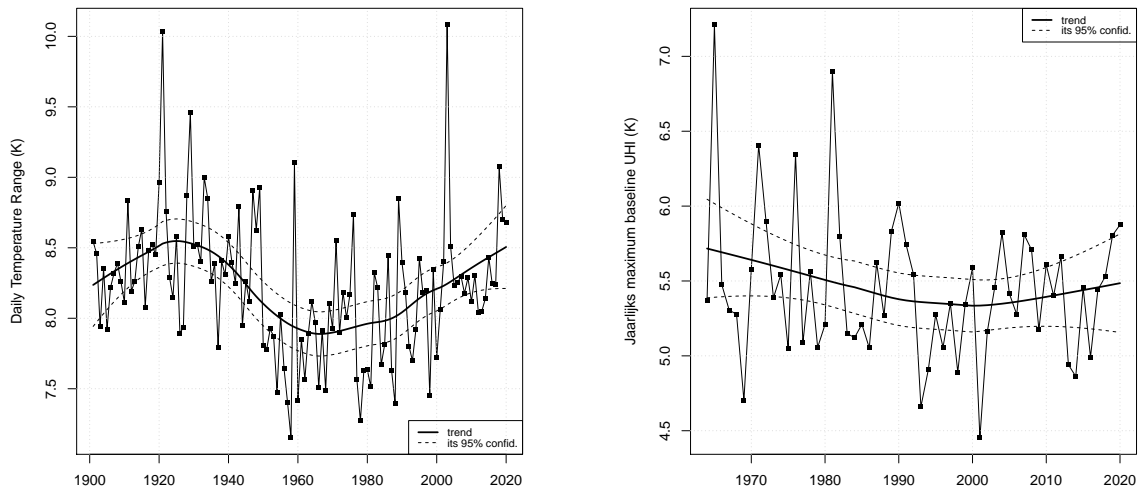 Daily Temperature Range (K)
10.0
9.5
9.0
8.5
8.0
7.5
1900 1920 1940 1960 1980 2000 2020
trend
its 95% confid.
Jaarlijks maximum baseline UHI (K)
7.0
6.5
6.0
5.5
5.0
4.5
1970 1980 1990 2000 2010 2020
trend
its 95% confid.